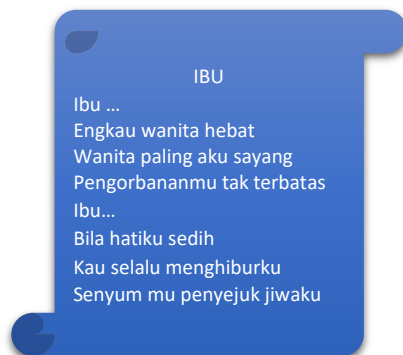 IBU
Ibu …
Engkau wanita hebat
Wanita paling aku sayang
Pengorbananmu tak terbatas
Ibu…
Bila hatiku sedih
Kau selalu menghiburku
Senyum mu penyejuk jiwaku